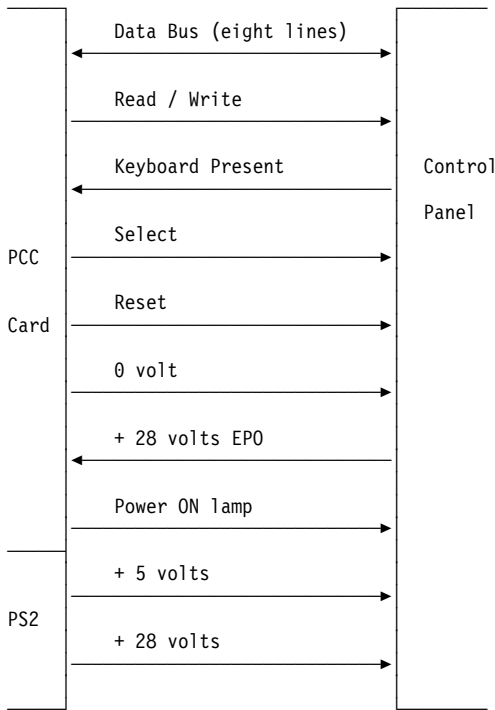 Data Bus (eight lines)
Read / Write
Keyboard Present
Control
Panel
Select
PCC
Reset
Card
0 volt
+ 28 volts EPO
Power ON lamp
+ 5 volts
PS2
+ 28 volts